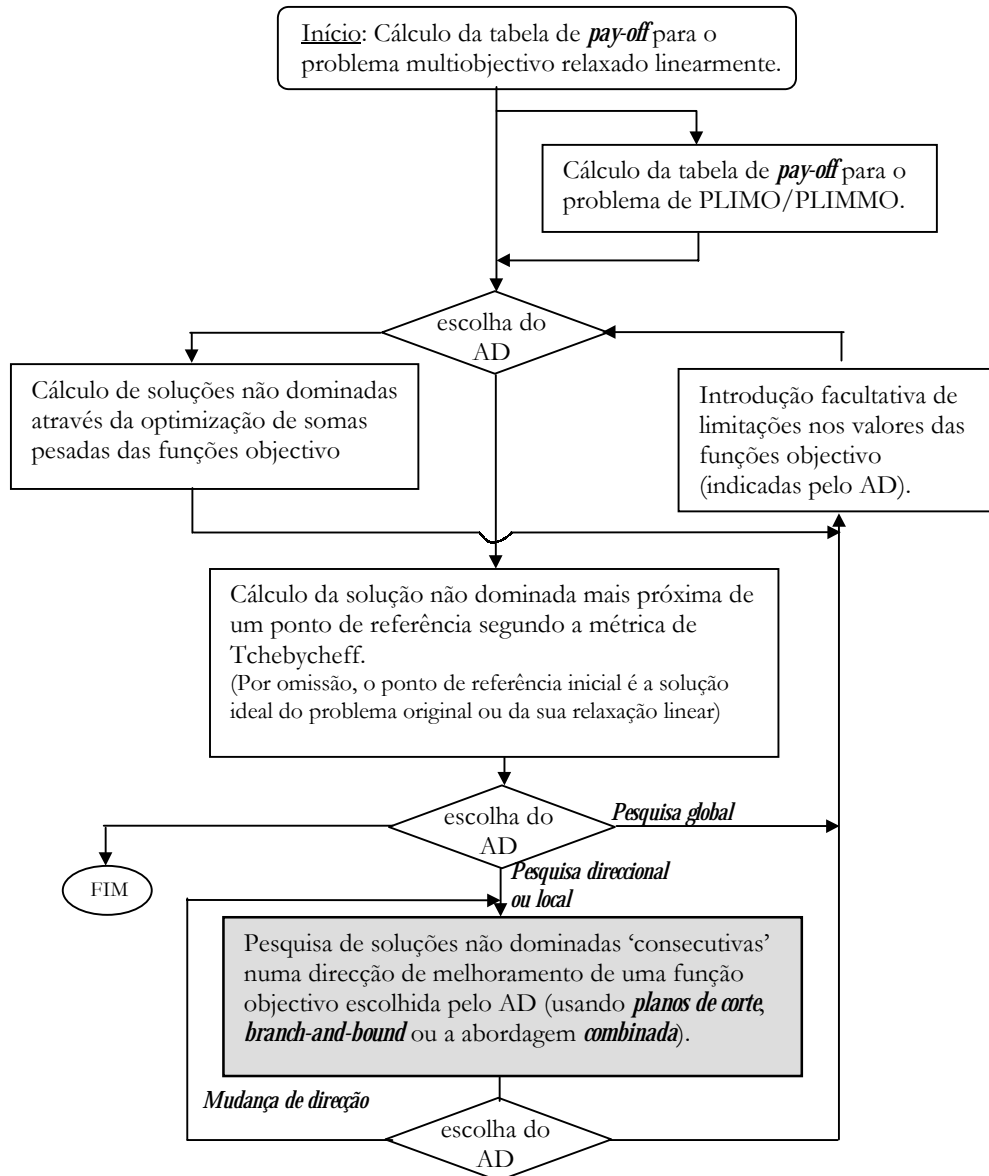 Início: Cálculo da tabela de pay-off para o
problema multiobjectivo relaxado linearmente.
Cálculo da tabela de pay-off para o
problema de PLIMO/PLIMMO.
escolha do
AD
Cálculo de soluções não dominadas
através da optimização de somas
pesadas das funções objectivo
Introdução facultativa de
limitações nos valores das
funções objectivo
(indicadas pelo AD).
Cálculo da solução não dominada mais próxima de
um ponto de referência segundo a métrica de
Tchebycheff.
(Por omissão, o ponto de referência inicial é a solução
ideal do problema original ou da sua relaxação linear)
escolha do
AD
Pesquisa global
FIM
Pesquisa direccional
ou local
Pesquisa de soluções não dominadas ‘consecutivas’
numa direcção de melhoramento de uma função
objectivo escolhida pelo AD (usando planos de corte,
branch-and-bound ou a abordagem combinada).
Mudança de direcção
escolha do
AD